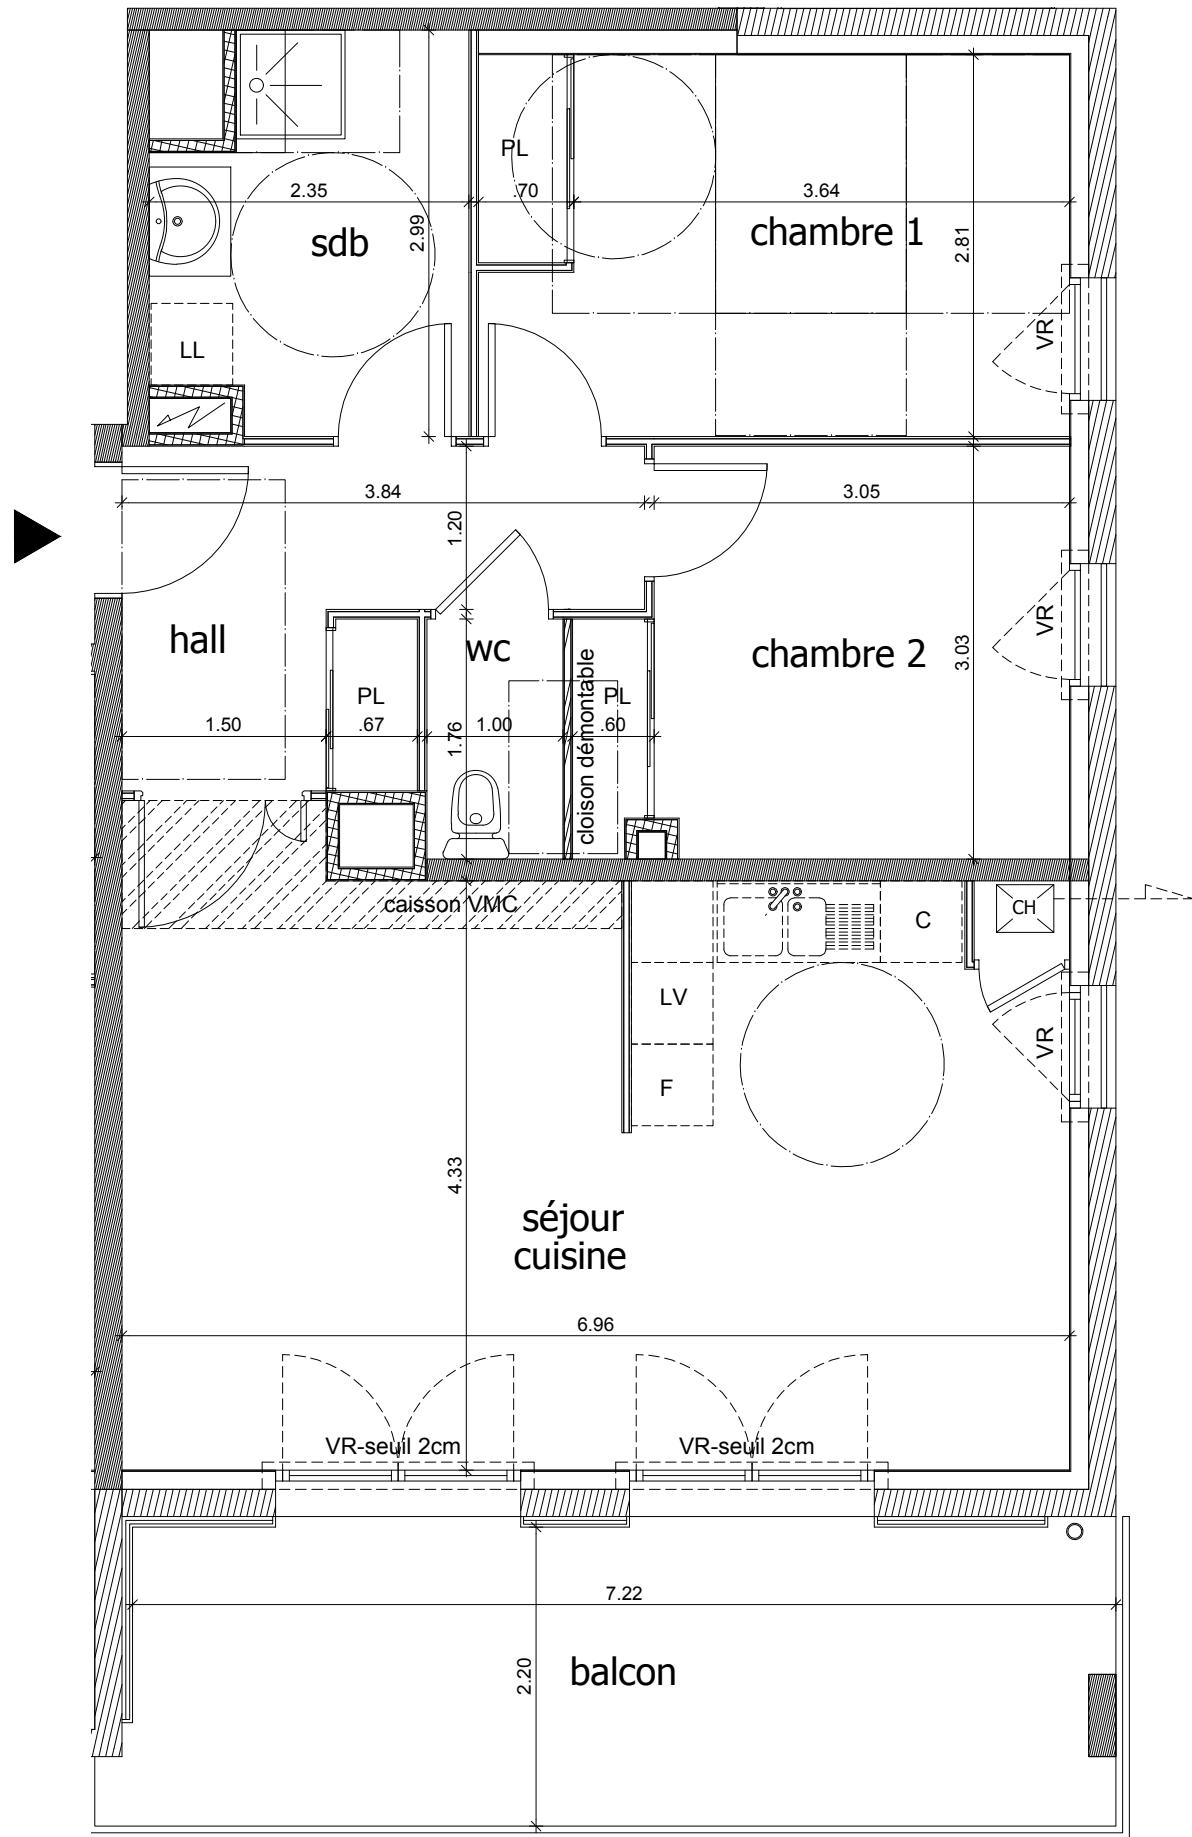 PL
2.35
.70
3.64
sdb
2.99
chambre 1
2.81
LL
VR
3.84
3.05
1.20
hall
wc
cloison démontable
chambre 2
3.03
VR
PL
PL
1.50
.67
1.76
1.00
.60
caisson VMC
C
CH
LV
VR
F
4.33
séjour
cuisine
6.96
VR-seuil 2cm
VR-seuil 2cm
7.22
2.20
balcon